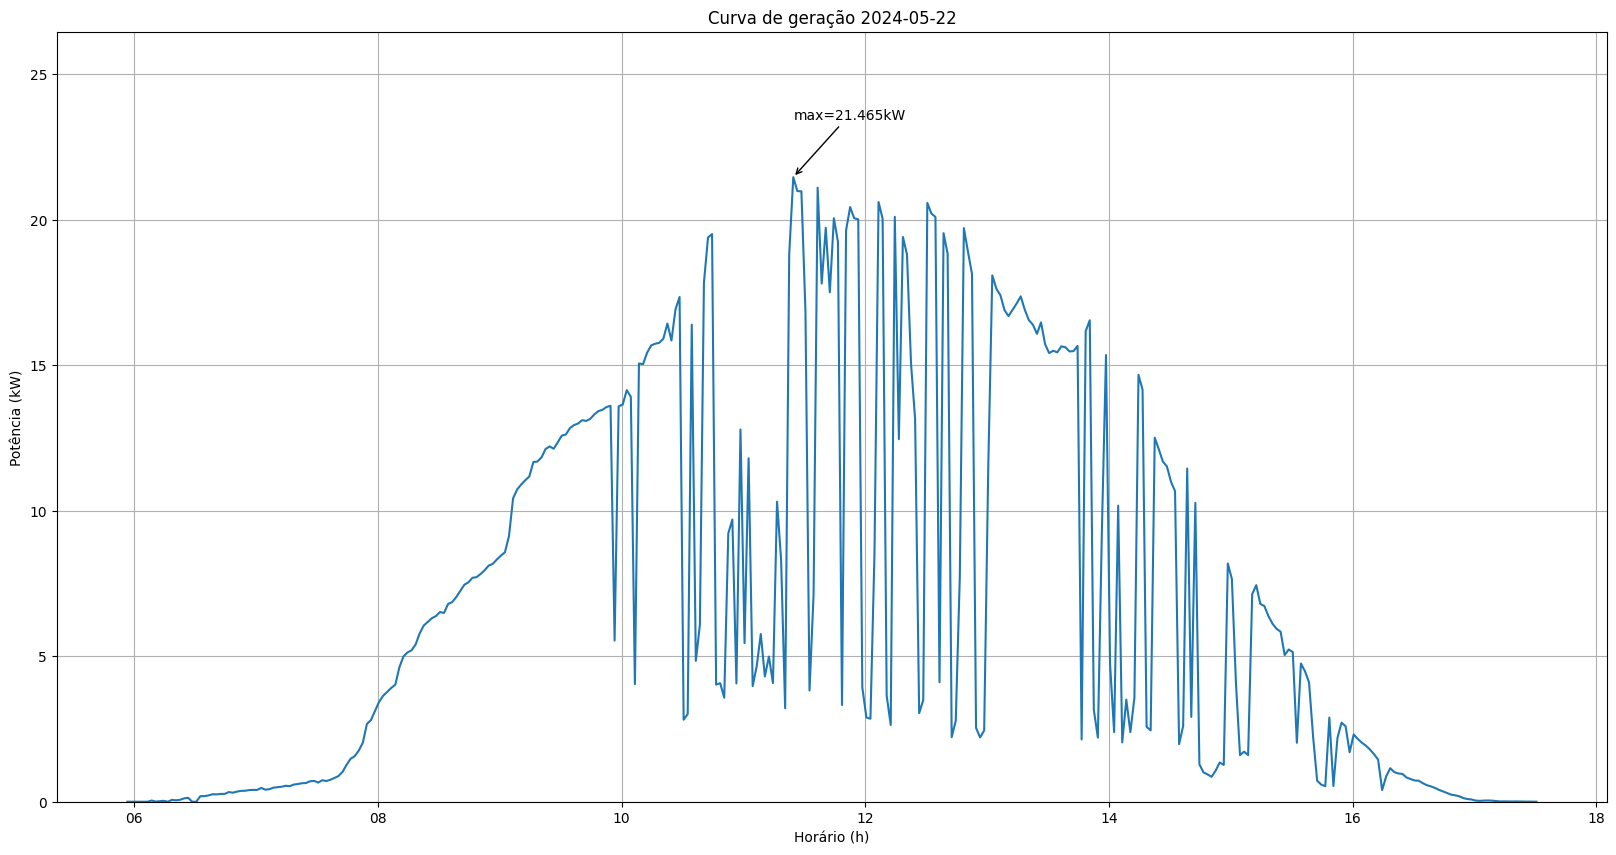 Curva de geração 2024-05-22
max=21.465kW
Potência (kW)
25
20
15
10
5
0
06 08 10 12 14 16 18
Horário (h)